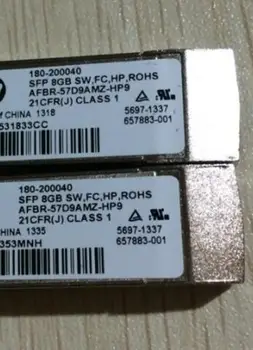 180-200040
SFP 8GB SW,FC,HP,ROHS
AFBR-57D9AMZ-HP9
21CFR(J) CLASS 1
CHINA 1318
5697-1337
531833CC
657883-001
180-200040
SFP 8GB SW,FC,HP,ROHS
AFBR-57D9AMZ-HP9
21CFR(J) CLASS 1
CHINA 1335
5697-1337
353MNH
657883-001